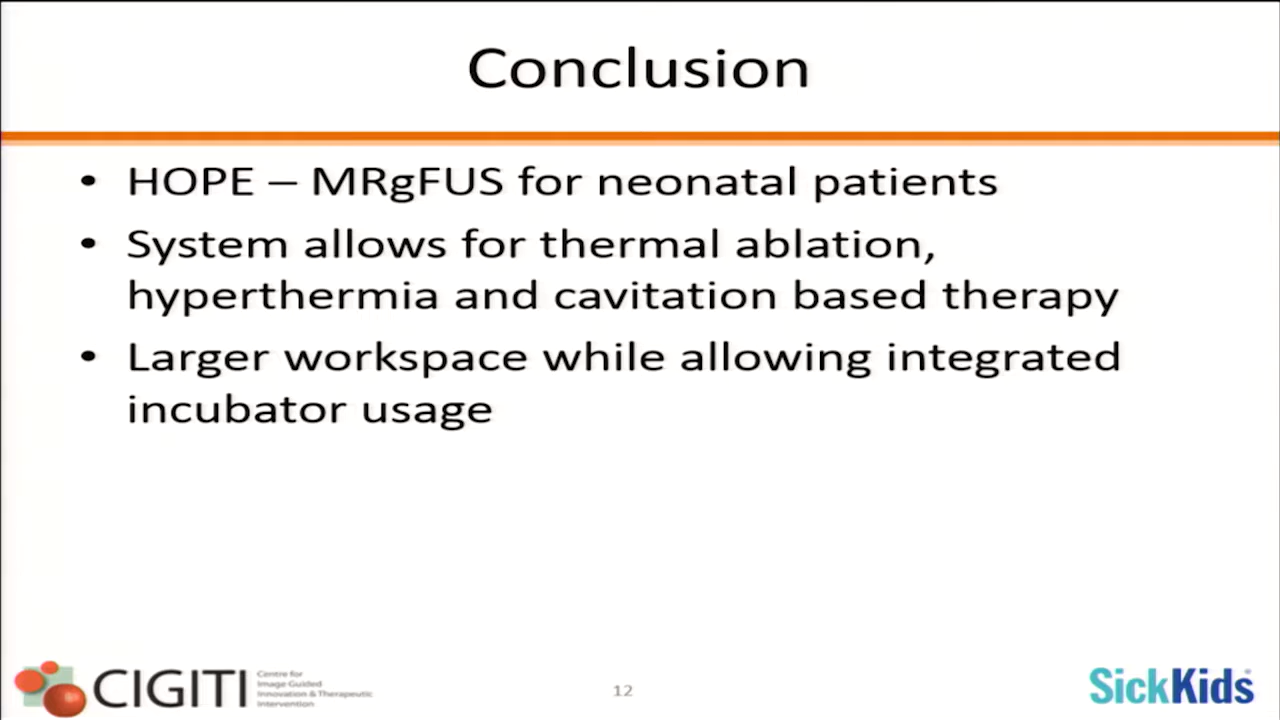 Conclusion
• HOPE – MRgFUS for neonatal patients
• System allows for thermal ablation,
hyperthermia and cavitation based therapy
• Larger workspace while allowing integrated
incubator usage
CIGITI
Centre for
Image Guided
Innovation & Therapeutic
Intervention
12
SickKids